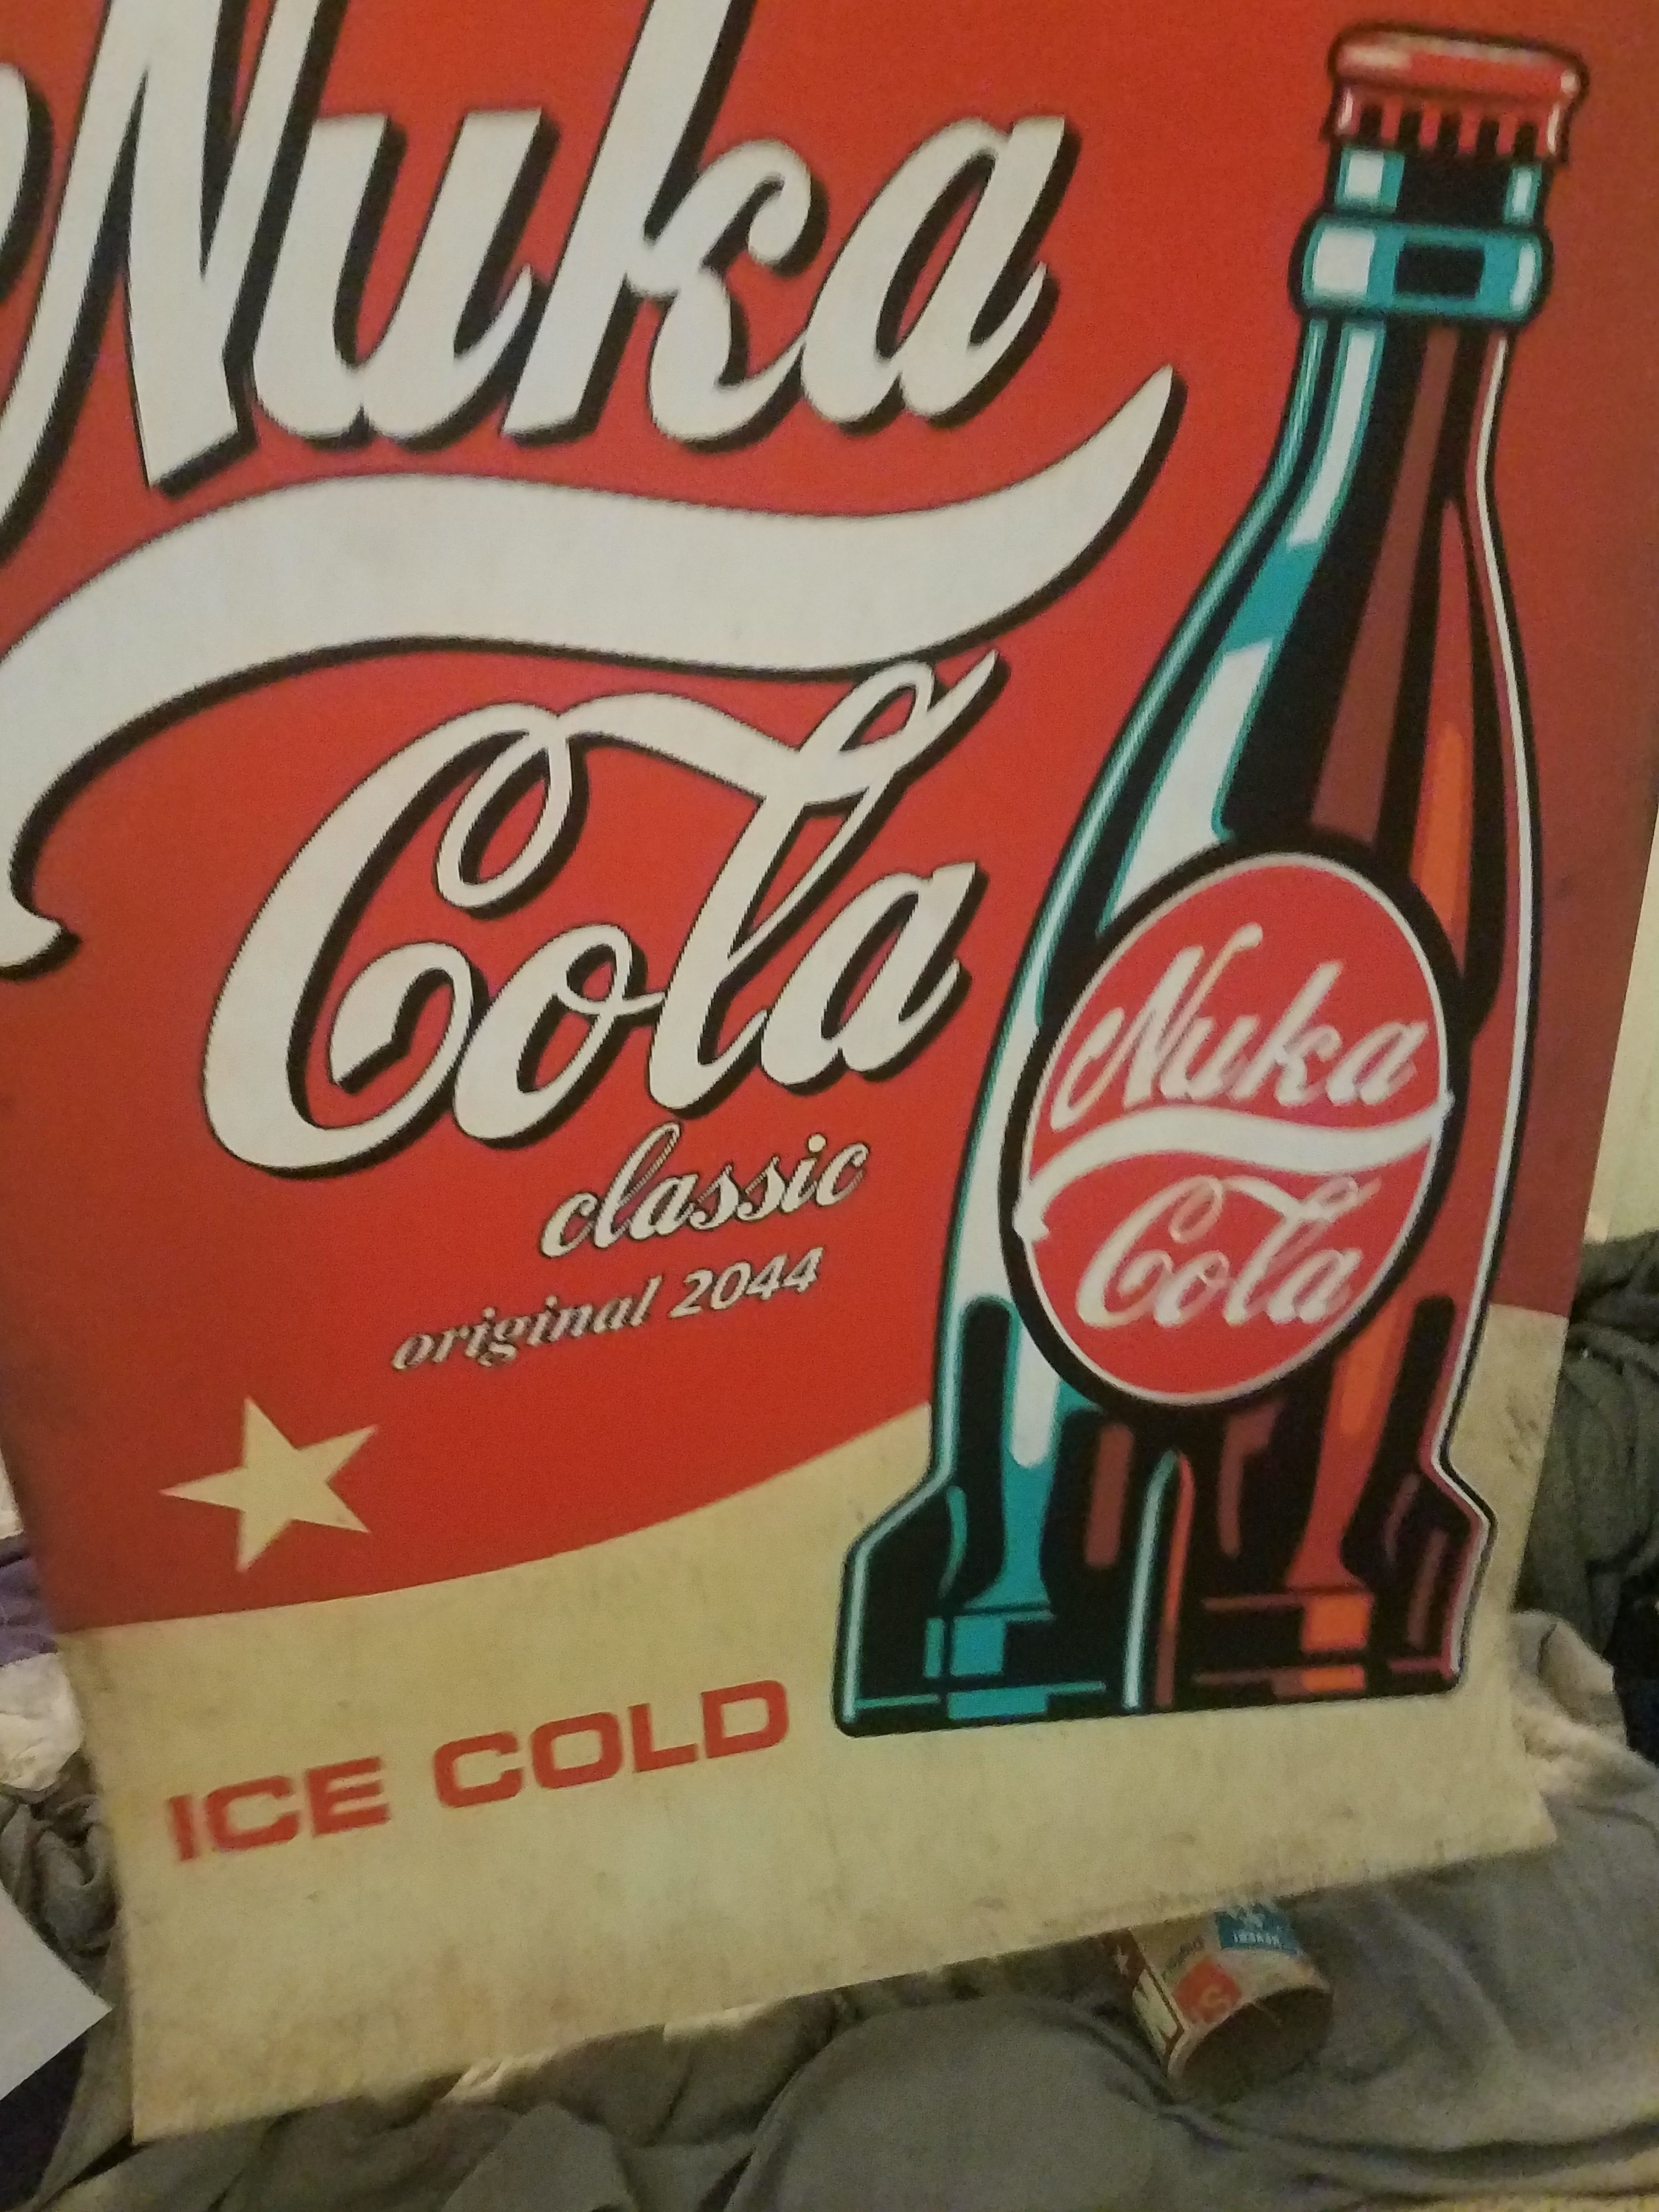 Nuka
Cola
classic
original 2044
ICE COLD
Nuka
Cola